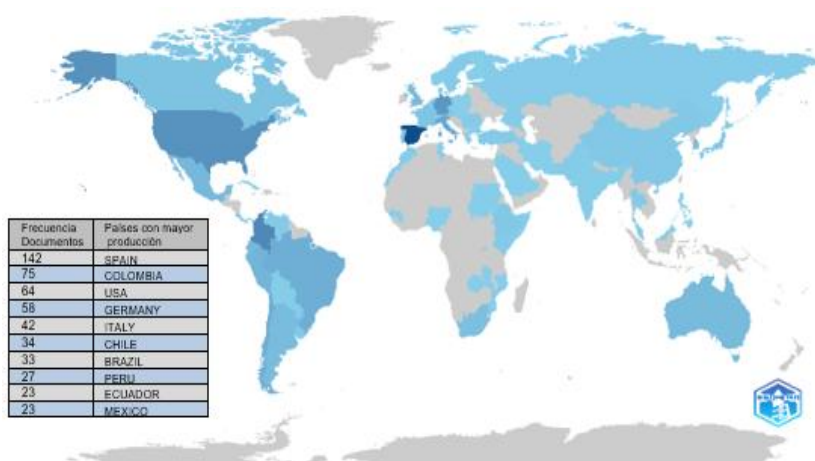 Frecuencia Países con mayor
Documentos producción
142 SPAIN
75 COLOMBIA
64 USA
58 GERMANY
42 ITALY
34 CHILE
33 BRAZIL
27 PERU
23 ECUADOR
23 MEXICO